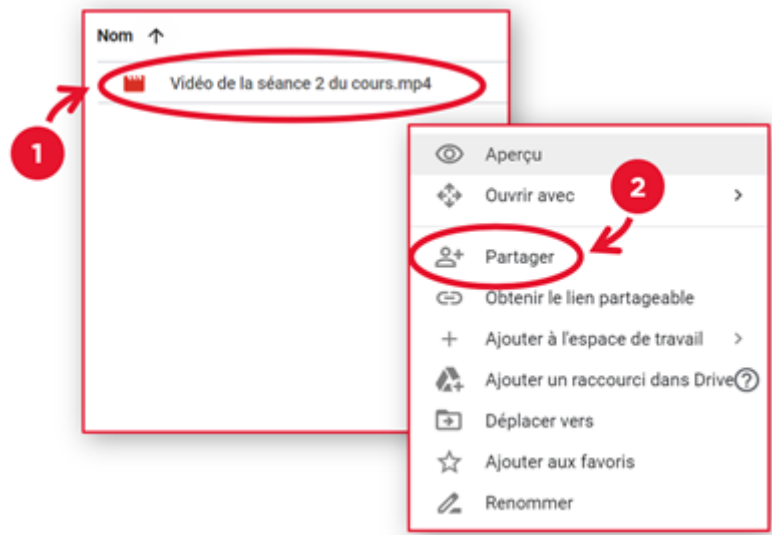 Nom
Vidéo de la séance 2 du cours.mp4
1
Aperçu
Ouvrir avec
2
Partager
Obtenir le lien partageable
Ajouter à l'espace de travail
Ajouter un raccourci dans Drive
Déplacer vers
Ajouter aux favoris
Renommer